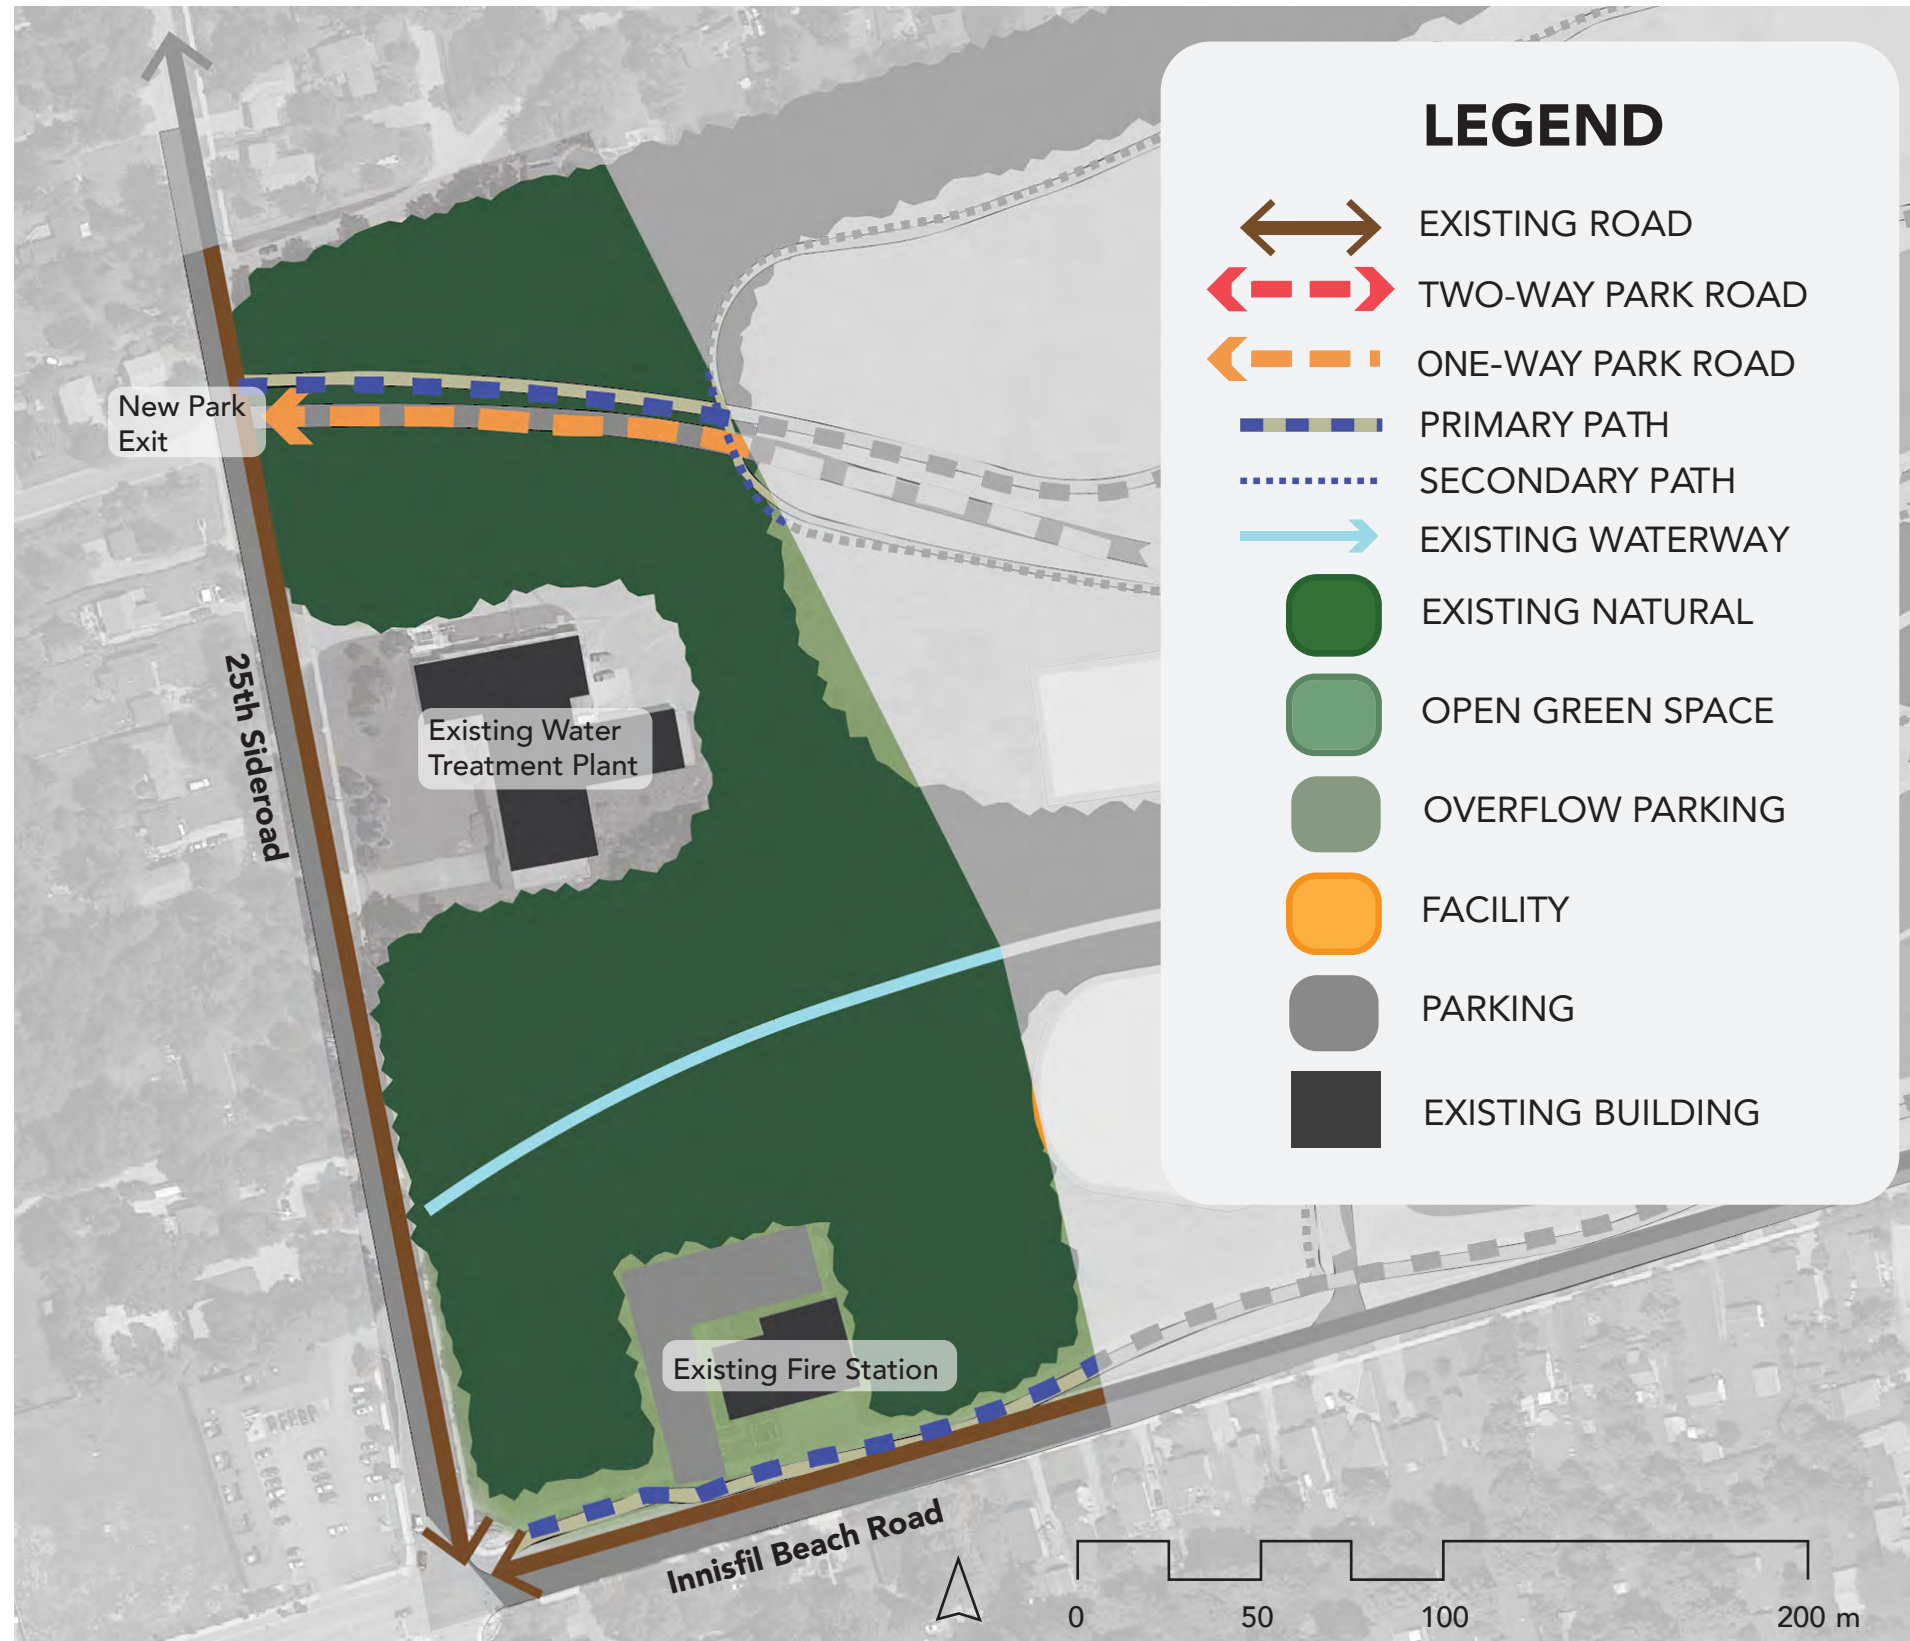 LEGEND
EXISTING ROAD
TWO-WAY PARK ROAD
ONE-WAY PARK ROAD
PRIMARY PATH
SECONDARY PATH
EXISTING WATERWAY
EXISTING NATURAL
OPEN GREEN SPACE
OVERFLOW PARKING
FACILITY
PARKING
EXISTING BUILDING
New Park
Exit
25th Sideroad
Existing Water
Treatment Plant
Existing Fire Station
Innisfil Beach Road
0 50 100 200 m